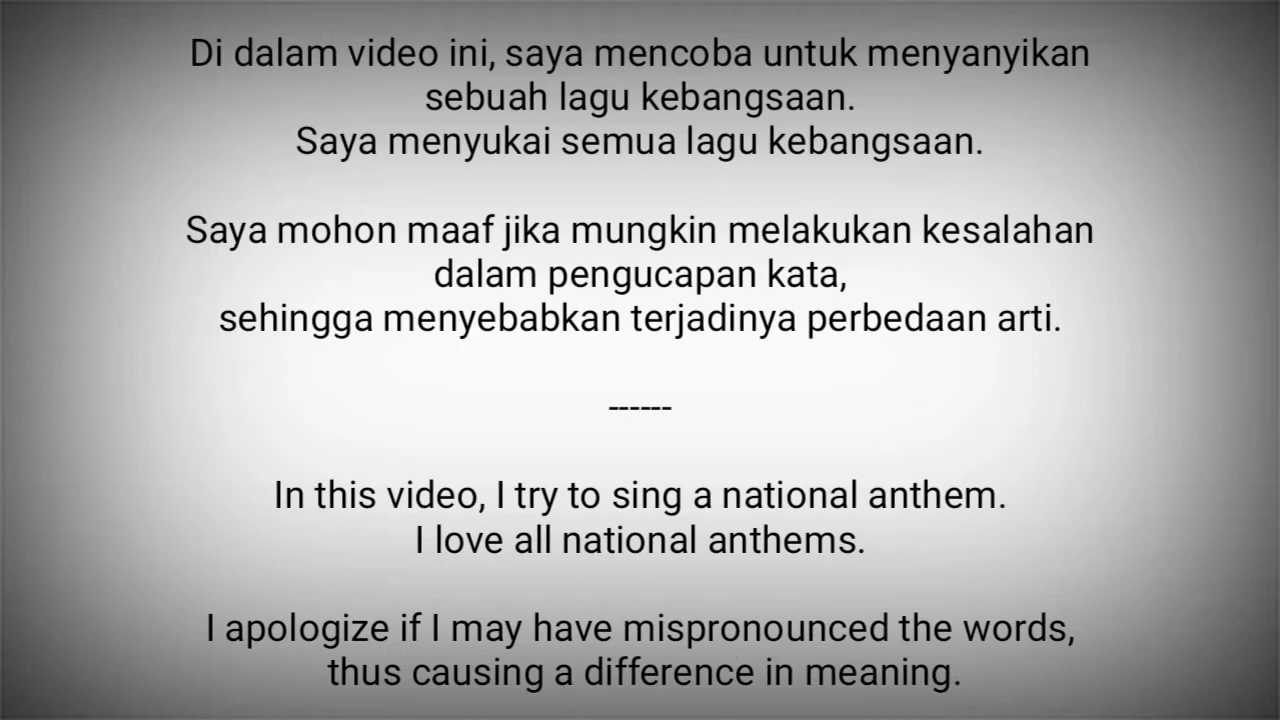 Di dalam video ini, saya mencoba untuk menyanyikan
sebuah lagu kebangsaan.
Saya menyukai semua lagu kebangsaan.
Saya mohon maaf jika mungkin melakukan kesalahan
dalam pengucapan kata,
sehingga menyebabkan terjadinya perbedaan arti.
------
In this video, I try to sing a national anthem.
I love all national anthems.
I apologize if I may have mispronounced the words,
thus causing a difference in meaning.